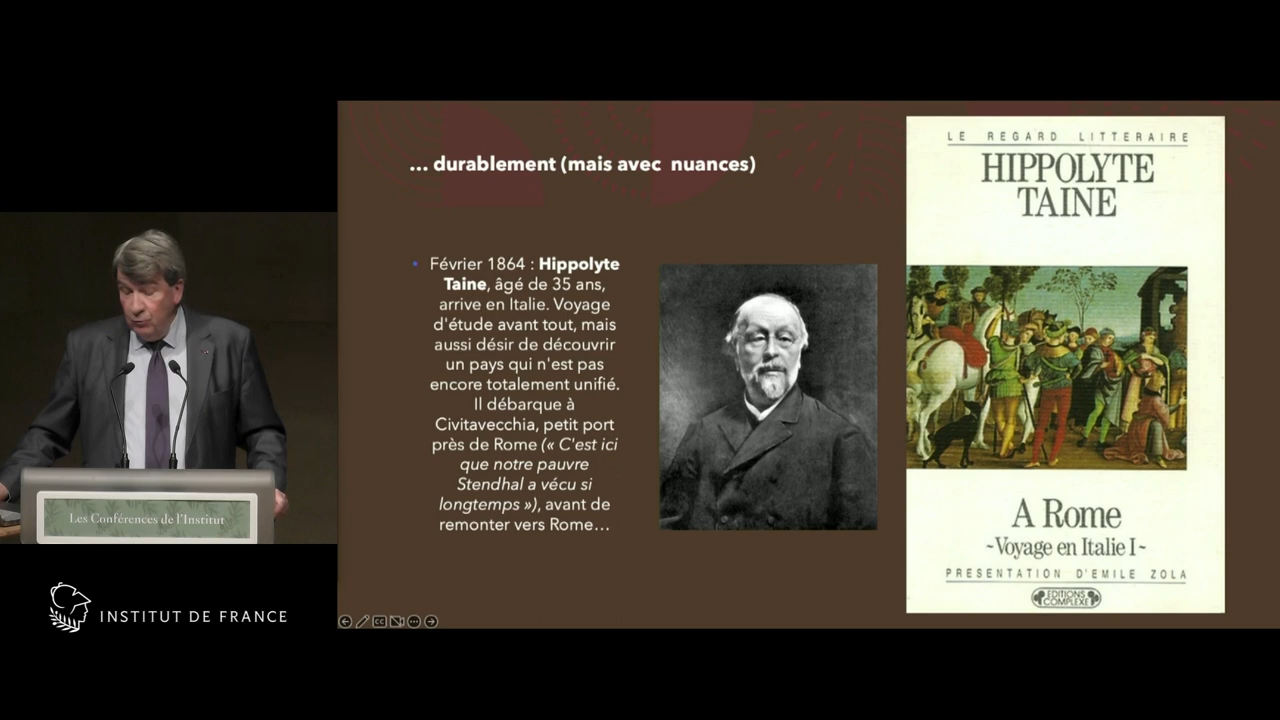 ... durablement (mais avec nuances)
• Février 1864 : Hippolyte
Taine, âgé de 35 ans,
arrive en Italie. Voyage
d'étude avant tout, mais
aussi désir de découvrir
un pays qui n'est pas
encore totalement unifié.
Il débarque à
Civitavecchia, petit port
près de Rome (« C'est ici
que notre pauvre
Stendhal a vécu si
longtemps »), avant de
remonter vers Rome...
LE REGARD LITTERAIRE
HIPPOLYTE
TAINE
A Rome
~Voyage en Italie I~
PRESENTATION D'EMILE ZOLA
EDITIONS
COMPLEXE
Les Conférences de l'Institut
INSTITUT DE FRANCE
CC